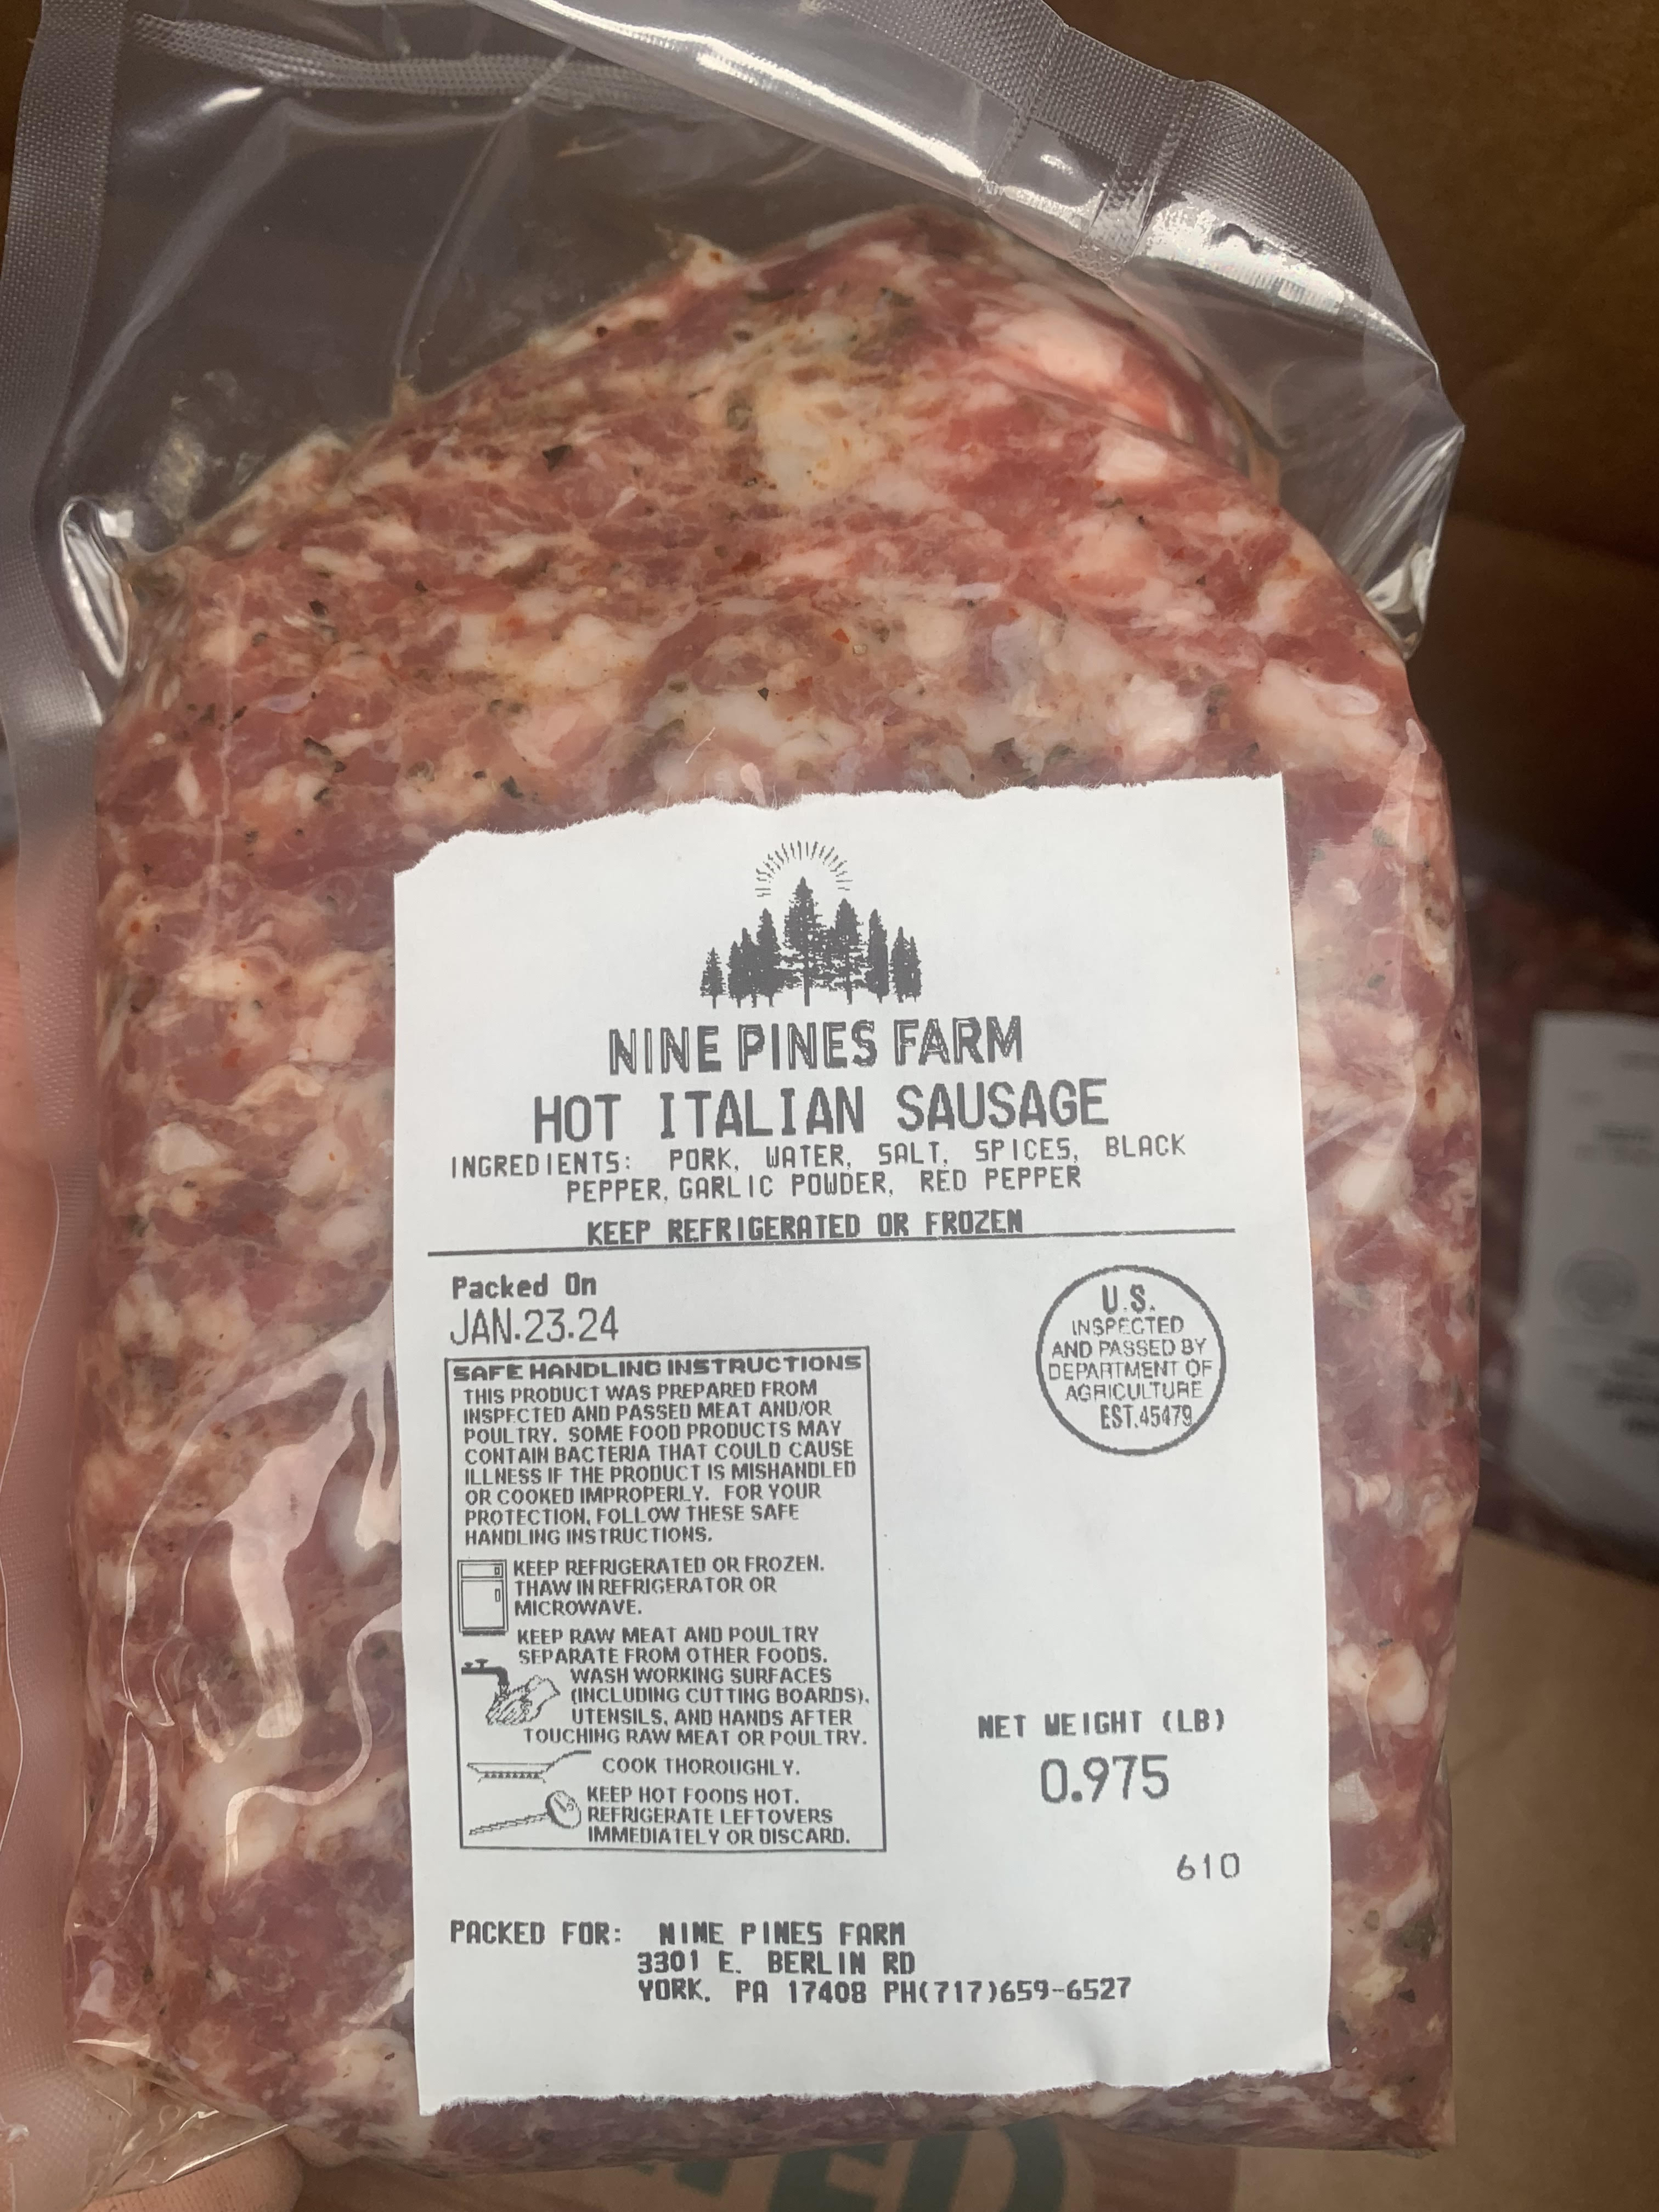 NINE PINES FARM
HOT ITALIAN SAUSAGE
INGREDIENTS: PORK, WATER, SALT, SPICES, BLACK
PEPPER, GARLIC POWDER, RED PEPPER
KEEP REFRIGERATED OR FROZEN
Packed On
JAN.23.24
U.S.
INSPECTED
AND PASSED BY
DEPARTMENT OF
AGRICULTURE
EST.45479
SAFE HANDLING INSTRUCTIONS
THIS PRODUCT WAS PREPARED FROM
INSPECTED AND PASSED MEAT AND/OR
POULTRY. SOME FOOD PRODUCTS MAY
CONTAIN BACTERIA THAT COULD CAUSE
ILLNESS IF THE PRODUCT IS MISHANDLED
OR COOKED IMPROPERLY. FOR YOUR
PROTECTION, FOLLOW THESE SAFE
HANDLING INSTRUCTIONS.
KEEP REFRIGERATED OR FROZEN.
THAW IN REFRIGERATOR OR
MICROWAVE.
KEEP RAW MEAT AND POULTRY
SEPARATE FROM OTHER FOODS.
WASH WORKING SURFACES
(INCLUDING CUTTING BOARDS),
UTENSILS, AND HANDS AFTER
TOUCHING RAW MEAT OR POULTRY.
COOK THOROUGHLY.
KEEP HOT FOODS HOT.
REFRIGERATE LEFTOVERS
IMMEDIATELY OR DISCARD.
NET WEIGHT (LB)
0.975
610
PACKED FOR: NINE PINES FARM
3301 E. BERLIN RD
YORK, PA 17408 PH(717)659-6527